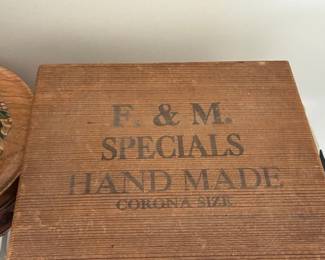 F. & M.
SPECIALS
HAND MADE
CORONA SIZE